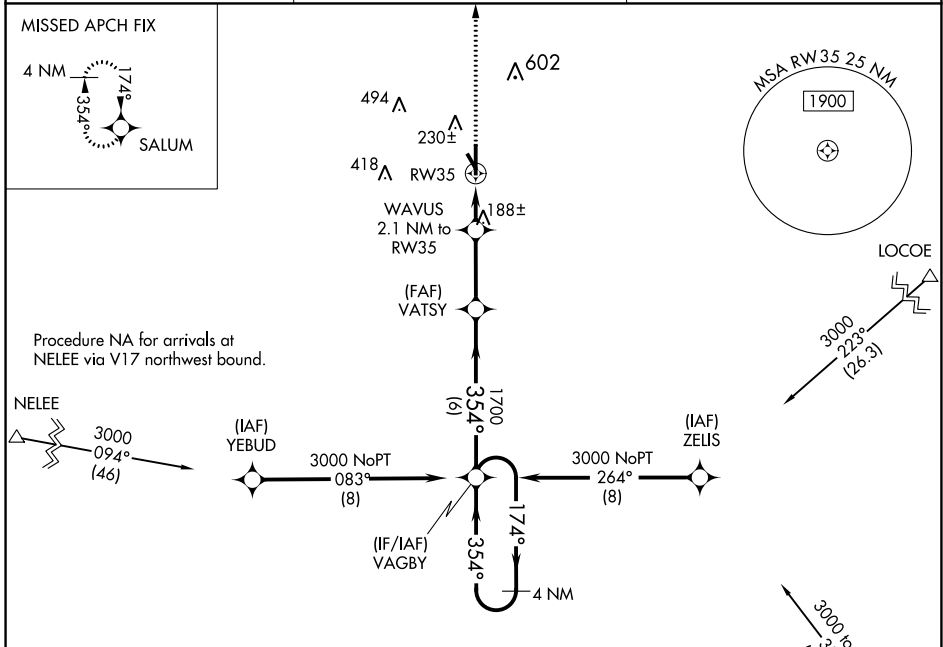 MISSED APCH FIX
4 NM
174°
354°
SALUM
602
494
230±
418
RW35
MSA RW35 25 NM
1900
WAVUS
2.1 NM to
RW35
188±
LOCOE
3000
223°
(26.3)
(FAF)
VATSY
Procedure NA for arrivals at
NELEE via V17 northwest bound.
1700
354°
(6)
NELEE
3000
094°
(46)
(IAF)
YEBUD
3000 NoPT
083°
(8)
(IAF)
ZELIS
3000 NoPT
264°
(8)
(IF/IAF)
VAGBY
174°
354°
4 NM
3000 to